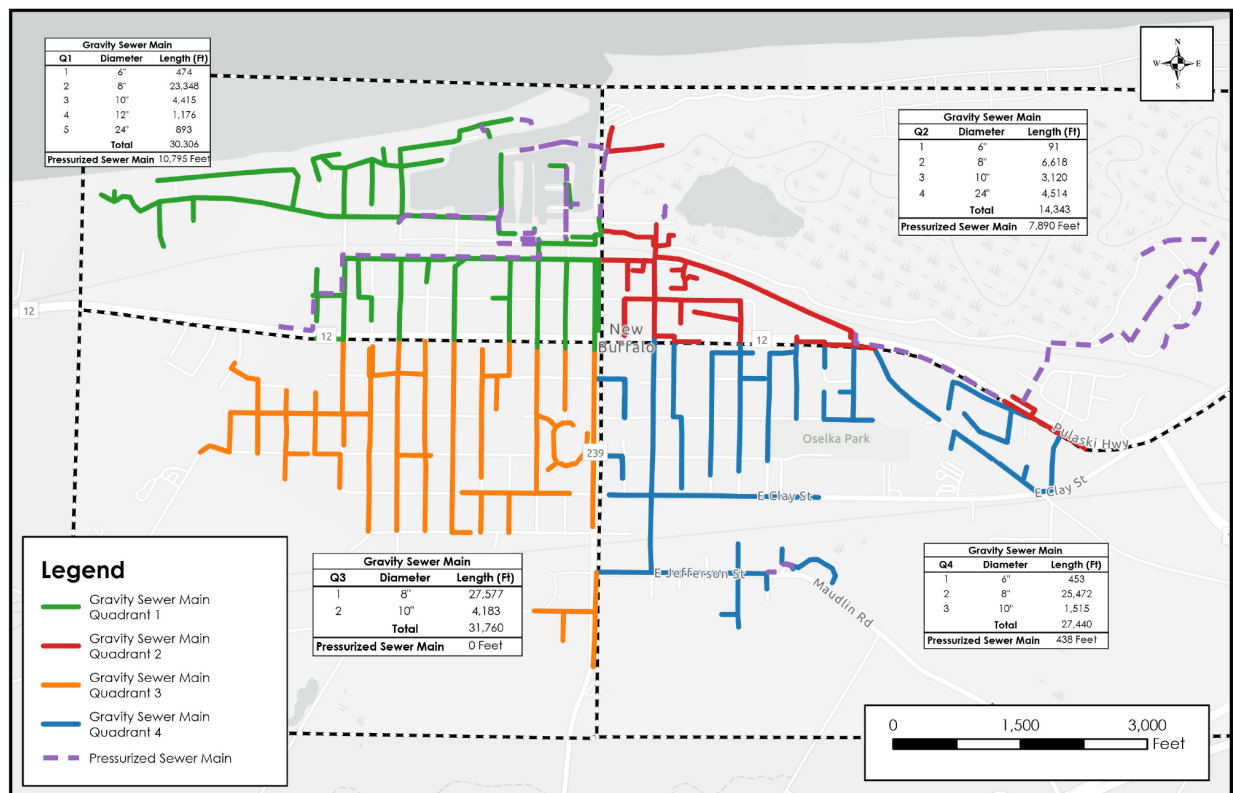 Gravity Sewer Main
Q1 Diameter Length (Ft)
1 6" 474
2 8" 23,348
3 10" 4,415
4 12" 1,176
5 24" 893
Total 30,306
Pressurized Sewer Main 10,795 Feet
N
W E
S
Gravity Sewer Main
Q2 Diameter Length (Ft)
1 6" 91
2 8" 6,618
3 10" 3,120
4 24" 4,514
Total 14,343
Pressurized Sewer Main 7,890 Feet
12
12
New
Buffalo
12
Pulaski Hwy
Oselka Park
239
E Clay St
E Clay St
E Jefferson St
Maudlin Rd
Gravity Sewer Main
Q3 Diameter Length (Ft)
1 8" 27,577
2 10" 4,183
Total 31,760
Pressurized Sewer Main 0 Feet
Gravity Sewer Main
Q4 Diameter Length (Ft)
1 6" 453
2 8" 25,472
3 10" 1,515
Total 27,440
Pressurized Sewer Main 438 Feet
Legend
Gravity Sewer Main
Quadrant 1
Gravity Sewer Main
Quadrant 2
Gravity Sewer Main
Quadrant 3
Gravity Sewer Main
Quadrant 4
Pressurized Sewer Main
0 1,500 3,000
Feet